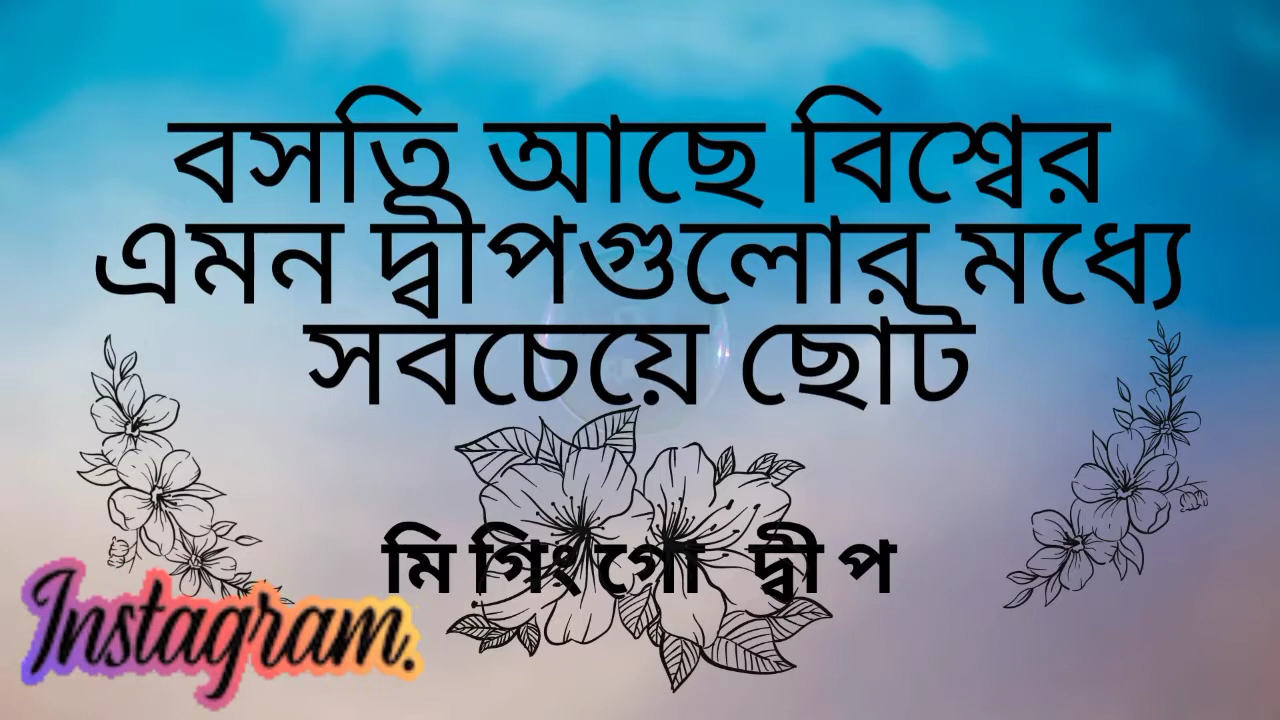 বসতি আছে বিশ্বের
এমন দ্বীপগুলোর মধ্যে
সবচেয়ে ছোট
মিগিংগো দ্বীপ
Instagram.